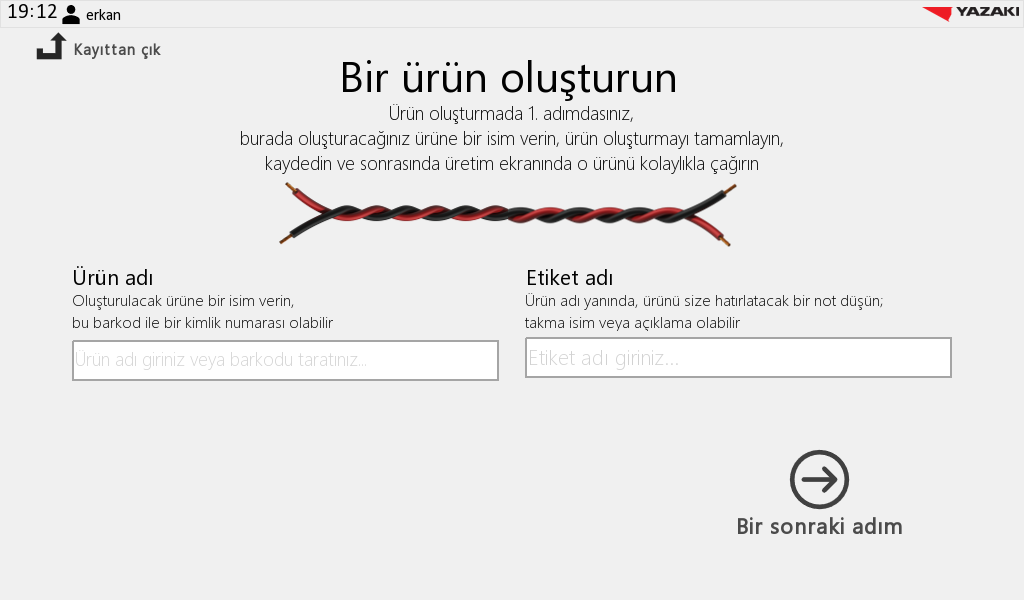 19:12 erkan
YAZAKI
Kayıttan çık
Bir ürün oluşturun
Ürün oluşturmada 1. adımdasınız,
burada oluşturacağınız ürüne bir isim verin, ürün oluşturmayı tamamlayın,
kaydedin ve sonrasında üretim ekranında o ürünü kolaylıkla çağırın
Ürün adı
Oluşturulacak ürüne bir isim verin,
bu barkod ile bir kimlik numarası olabilir
Ürün adı giriniz veya barkodu taratınız...
Etiket adı
Ürün adı yanında, ürünü size hatırlatacak bir not düşün;
takma isim veya açıklama olabilir
Etiket adı giriniz...
Bir sonraki adım